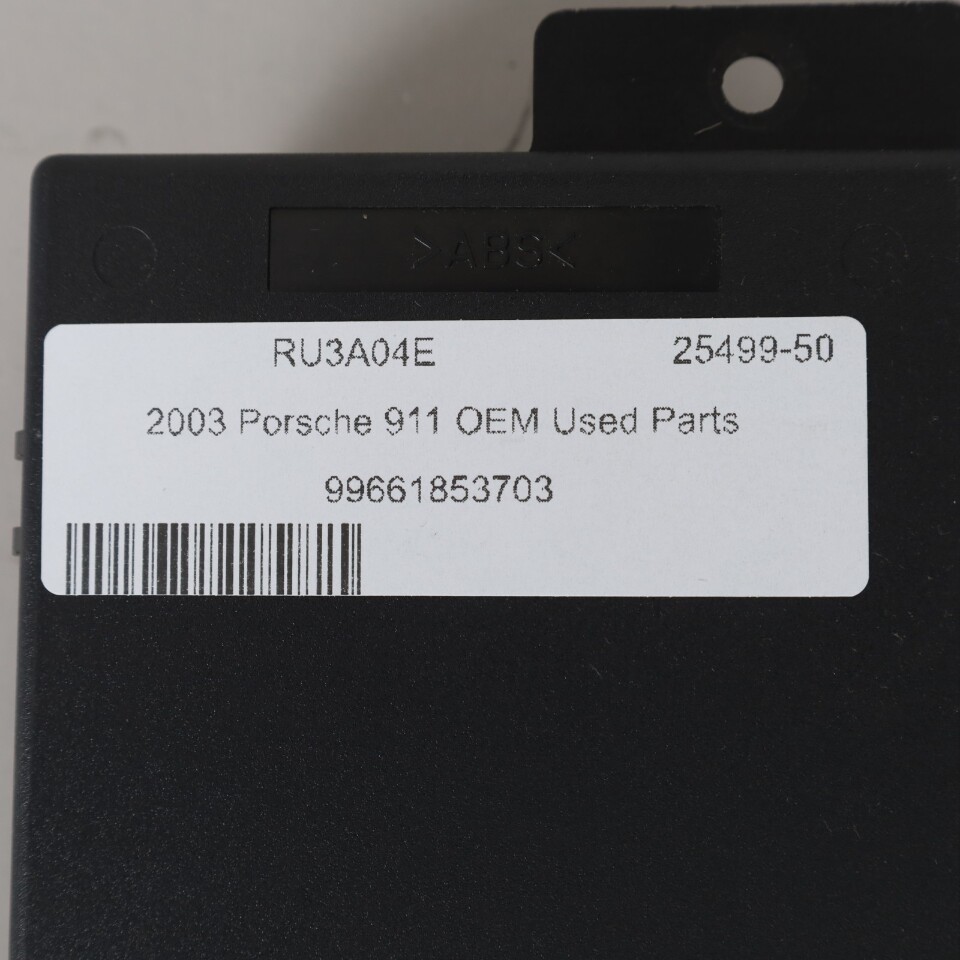 >ABS<
RU3A04E 25499-50
2003 Porsche 911 OEM Used Parts
99661853703